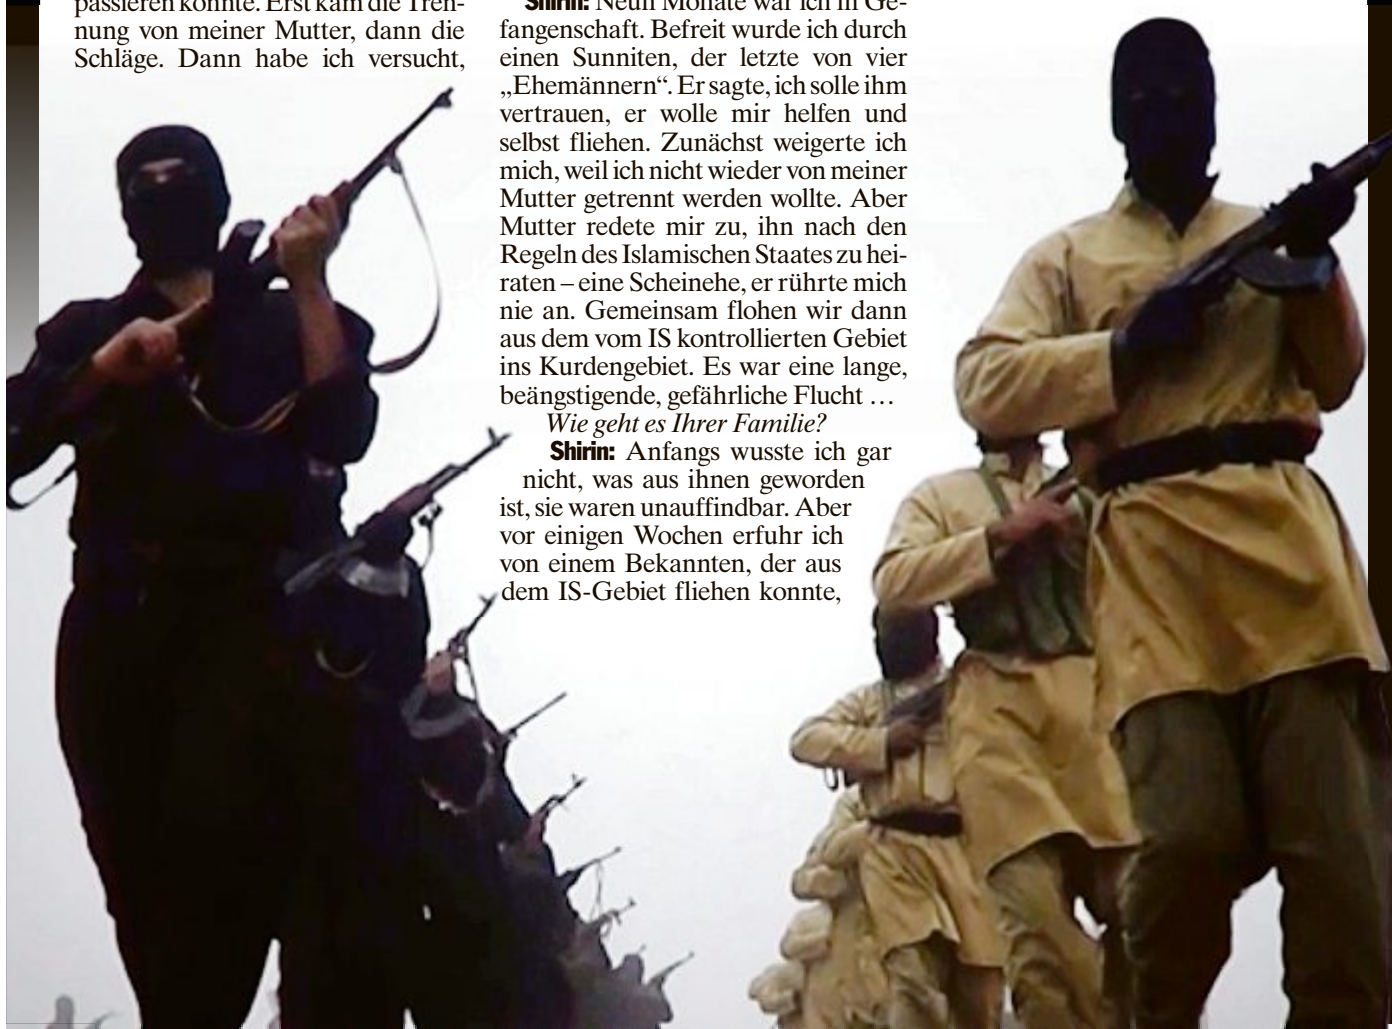 passieren konnte. Erst kam die Tren-
nung von meiner Mutter, dann die
Schläge. Dann habe ich versucht,
Shirin: Neun Monate war ich in Ge-
fangenschaft. Befreit wurde ich durch
einen Sunniten, der letzte von vier
„Ehemännern“. Er sagte, ich solle ihm
vertrauen, er wolle mir helfen und
selbst fliehen. Zunächst weigerte ich
mich, weil ich nicht wieder von meiner
Mutter getrennt werden wollte. Aber
Mutter redete mir zu, ihn nach den
Regeln des Islamischen Staates zu hei-
raten – eine Scheinehe, er rührte mich
nie an. Gemeinsam flohen wir dann
aus dem vom IS kontrollierten Gebiet
ins Kurdengebiet. Es war eine lange,
beängstigende, gefährliche Flucht …
Wie geht es Ihrer Familie?
Shirin: Anfangs wusste ich gar
nicht, was aus ihnen geworden
ist, sie waren unauffindbar. Aber
vor einigen Wochen erfuhr ich
von einem Bekannten, der aus
dem IS-Gebiet fliehen konnte,